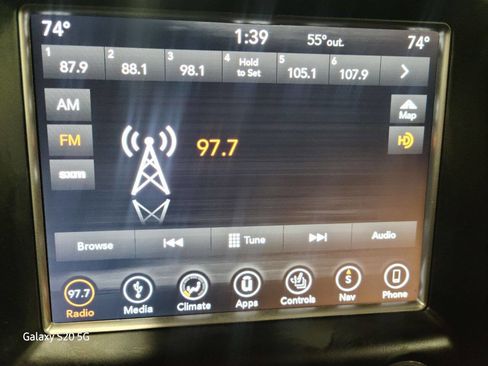 74° 1:39 55°out. 74°
1 87.9 2 88.1 3 98.1 4 Hold to Set 5 105.1 6 107.9
AM
Map
FM 97.7 HD
sxm
Browse Tune Audio
97.7 S
Radio Media Climate Apps Controls Nav Phone
Galaxy S20 5G